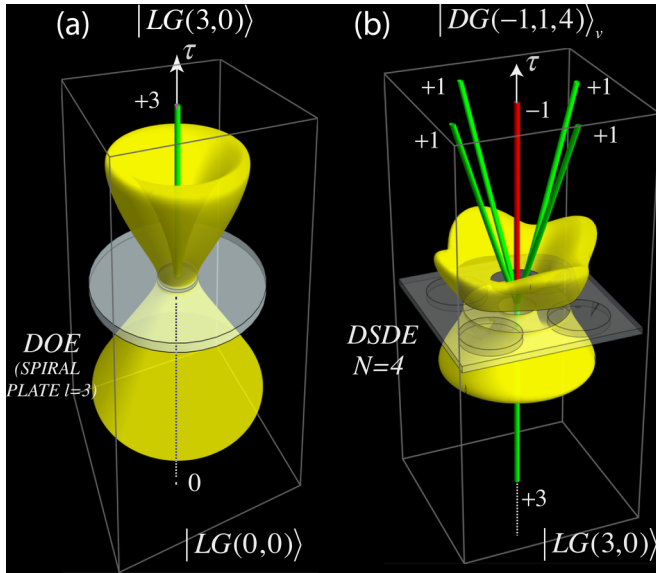 (a) |LG(3,0)⟩
τ
+3
DOE
(SPIRAL
PLATE l=3)
0
|LG(0,0)⟩
(b) |DG(-1,1,4)⟩ᵥ
τ
+1
+1
-1
+1
+1
DSDE
N=4
+3
|LG(3,0)⟩